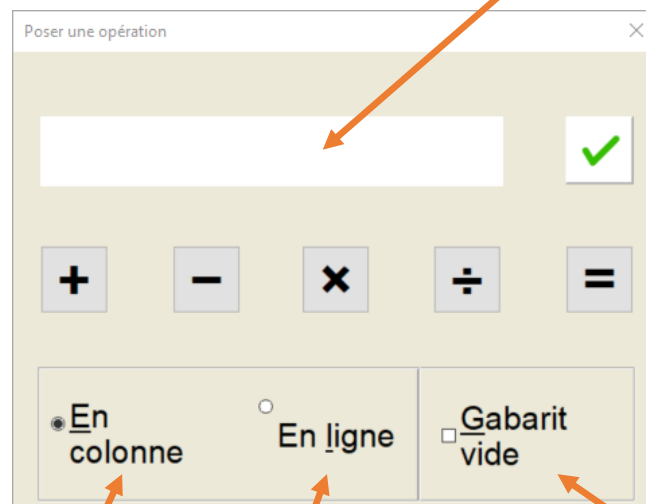 Poser une opération
+ − × ÷ =
En
colonne
En ligne
Gabarit
vide